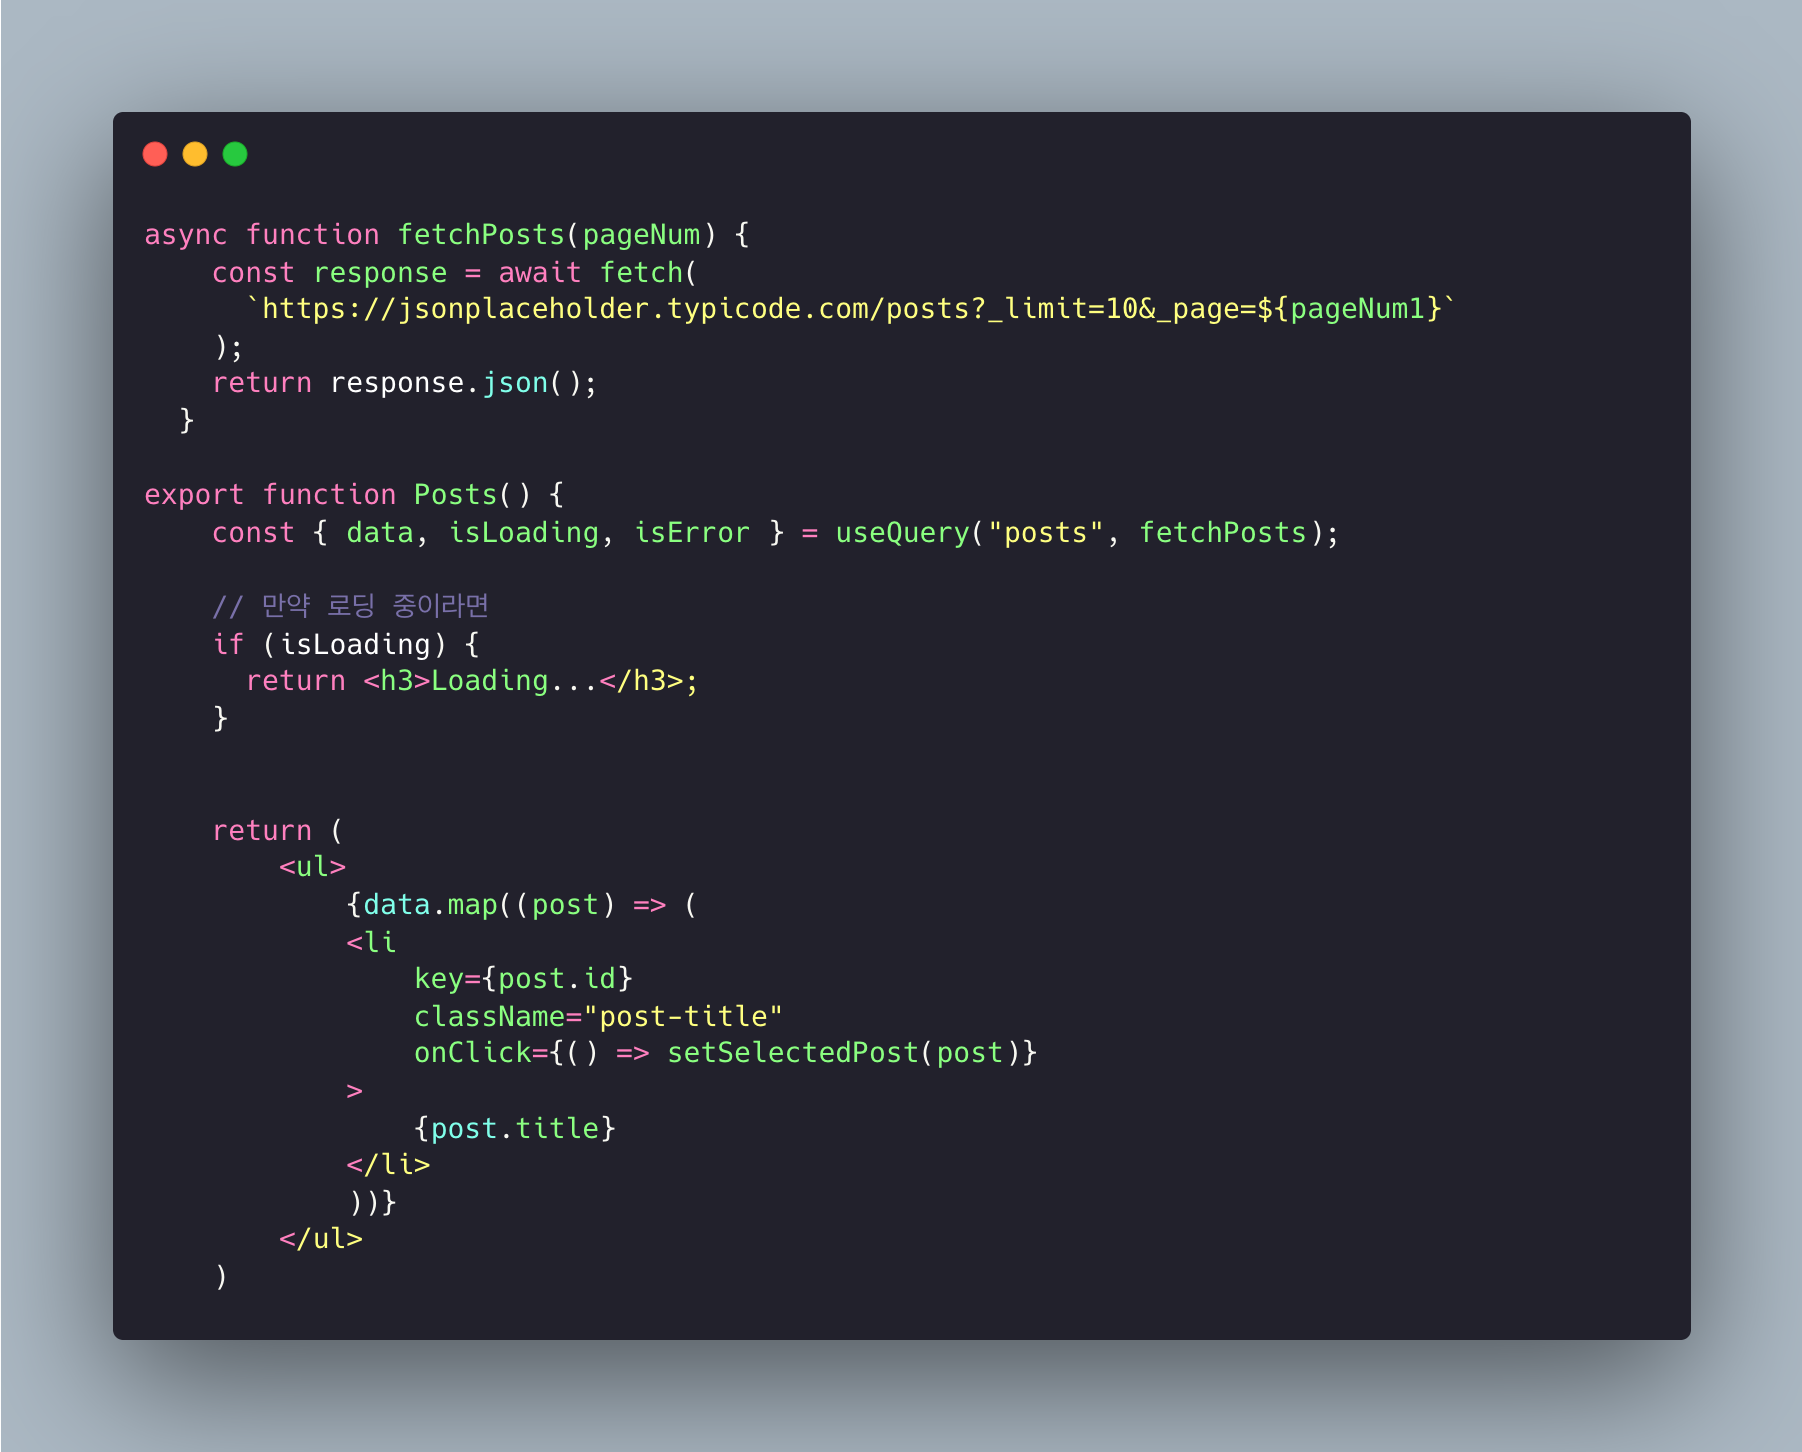 async function fetchPosts(pageNum) {
    const response = await fetch(
      `https://jsonplaceholder.typicode.com/posts?_limit=10&_page=${pageNum1}`
    );
    return response.json();
  }

export function Posts() {
    const { data, isLoading, isError } = useQuery("posts", fetchPosts);

    // 만약 로딩 중이라면
    if (isLoading) {
      return <h3>Loading...</h3>;
    }

    return (
        <ul>
            {data.map((post) => (
            <li
                key={post.id}
                className="post-title"
                onClick={() => setSelectedPost(post)}
            >
                {post.title}
            </li>
            ))}
        </ul>
    )